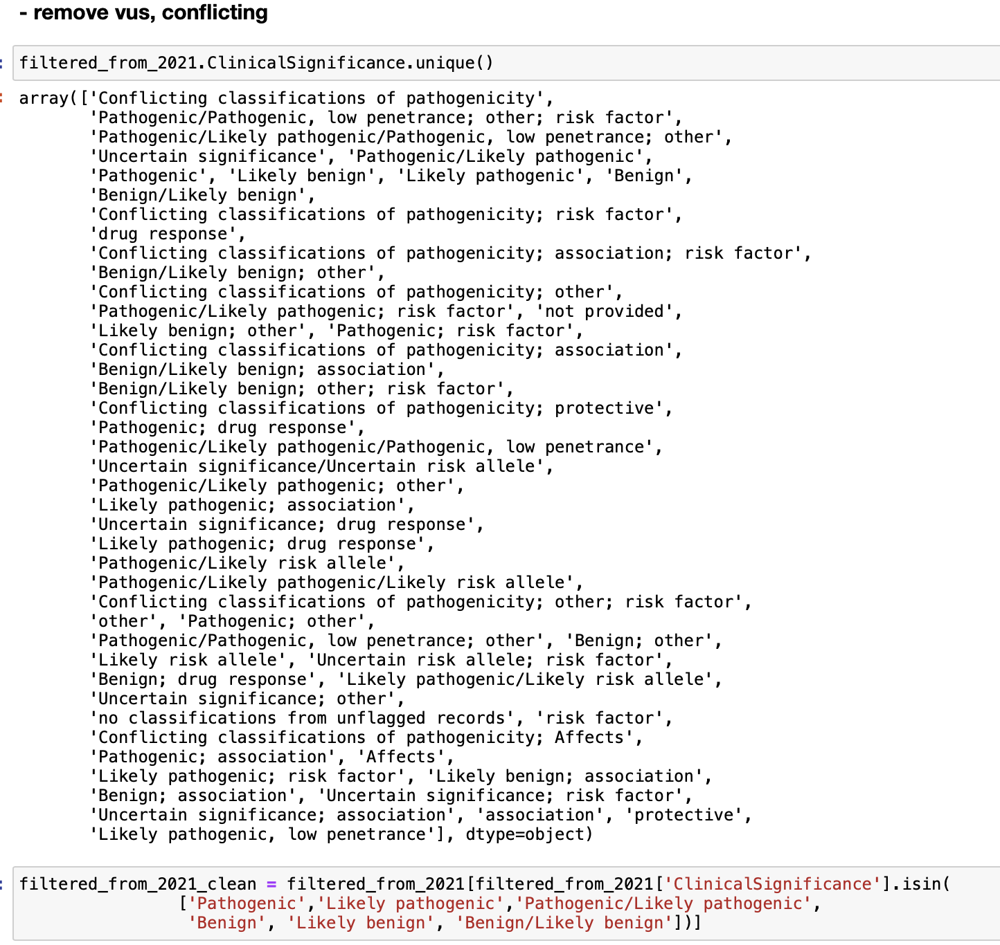 - remove vus, conflicting
: filtered_from_2021.ClinicalSignificance.unique()
: array(['Conflicting classifications of pathogenicity',
'Pathogenic/Pathogenic, low penetrance; other; risk factor',
'Pathogenic/Likely pathogenic/Pathogenic, low penetrance; other',
'Uncertain significance', 'Pathogenic/Likely pathogenic',
'Pathogenic', 'Likely benign', 'Likely pathogenic', 'Benign',
'Benign/Likely benign',
'Conflicting classifications of pathogenicity; risk factor',
'drug response',
'Conflicting classifications of pathogenicity; association; risk factor',
'Benign/Likely benign; other',
'Conflicting classifications of pathogenicity; other',
'Pathogenic/Likely pathogenic; risk factor', 'not provided',
'Likely benign; other', 'Pathogenic; risk factor',
'Conflicting classifications of pathogenicity; association',
'Benign/Likely benign; association',
'Benign/Likely benign; other; risk factor',
'Conflicting classifications of pathogenicity; protective',
'Pathogenic; drug response',
'Pathogenic/Likely pathogenic/Pathogenic, low penetrance',
'Uncertain significance/Uncertain risk allele',
'Pathogenic/Likely pathogenic; other',
'Likely pathogenic; association',
'Uncertain significance; drug response',
'Likely pathogenic; drug response',
'Pathogenic/Likely risk allele',
'Pathogenic/Likely pathogenic/Likely risk allele',
'Conflicting classifications of pathogenicity; other; risk factor',
'other', 'Pathogenic; other',
'Pathogenic/Pathogenic, low penetrance; other', 'Benign; other',
'Likely risk allele', 'Uncertain risk allele; risk factor',
'Benign; drug response', 'Likely pathogenic/Likely risk allele',
'Uncertain significance; other',
'no classifications from unflagged records', 'risk factor',
'Conflicting classifications of pathogenicity; Affects',
'Pathogenic; association', 'Affects',
'Likely pathogenic; risk factor', 'Likely benign; association',
'Benign; association', 'Uncertain significance; risk factor',
'Uncertain significance; association', 'association', 'protective',
'Likely pathogenic, low penetrance'], dtype=object)
: filtered_from_2021_clean = filtered_from_2021[filtered_from_2021['ClinicalSignificance'].isin(
['Pathogenic','Likely pathogenic','Pathogenic/Likely pathogenic',
'Benign', 'Likely benign', 'Benign/Likely benign'])]